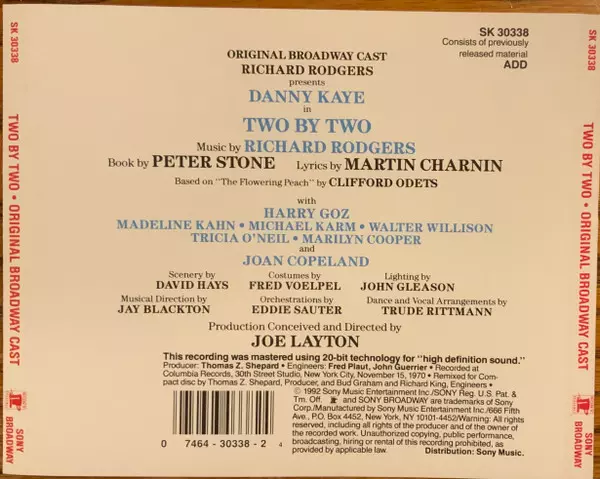 SK 30338
TWO BY TWO • ORIGINAL BROADWAY CAST
SONY
BROADWAY
SK 30338
Consists of previously
released material
ADD
ORIGINAL BROADWAY CAST
RICHARD RODGERS
presents
DANNY KAYE
in
TWO BY TWO
Music by RICHARD RODGERS
Book by PETER STONE Lyrics by MARTIN CHARNIN
Based on "The Flowering Peach" by CLIFFORD ODETS
with
HARRY GOZ
MADELINE KAHN • MICHAEL KARM • WALTER WILLISON
TRICIA O'NEIL • MARILYN COOPER
and
JOAN COPELAND
Scenery by Costumes by Lighting by
DAVID HAYS FRED VOELPEL JOHN GLEASON
Musical Direction by Orchestrations by Dance and Vocal Arrangements by
JAY BLACKTON EDDIE SAUTER TRUDE RITTMANN
Production Conceived and Directed by
JOE LAYTON
This recording was mastered using 20-bit technology for "high definition sound."
Producer: Thomas Z. Shepard • Engineers: Fred Plaut, John Guerrier • Recorded at
Columbia Records, 30th Street Studio, New York City, November 15, 1970 • Remixed for Com-
pact disc by Thomas Z. Shepard, Producer, and Bud Graham and Richard King, Engineers •
℗ 1992 Sony Music Entertainment Inc./SONY Reg. U.S. Pat. &
Tm. Off. and SONY BROADWAY are trademarks of Sony
Corp./Manufactured by Sony Music Entertainment Inc./666 Fifth
Ave., P.O. Box 4452, New York, NY 10101-4452/Warning: All rights
reserved, including all rights of the producer and of the owner of
the recorded work. Unauthorized copying, public performance,
broadcasting, hiring or rental of this recording prohibited, as
provided by applicable law. Distribution: Sony Music.
0 7464-30338-2 4
SK 30338
TWO BY TWO • ORIGINAL BROADWAY CAST
SONY
BROADWAY